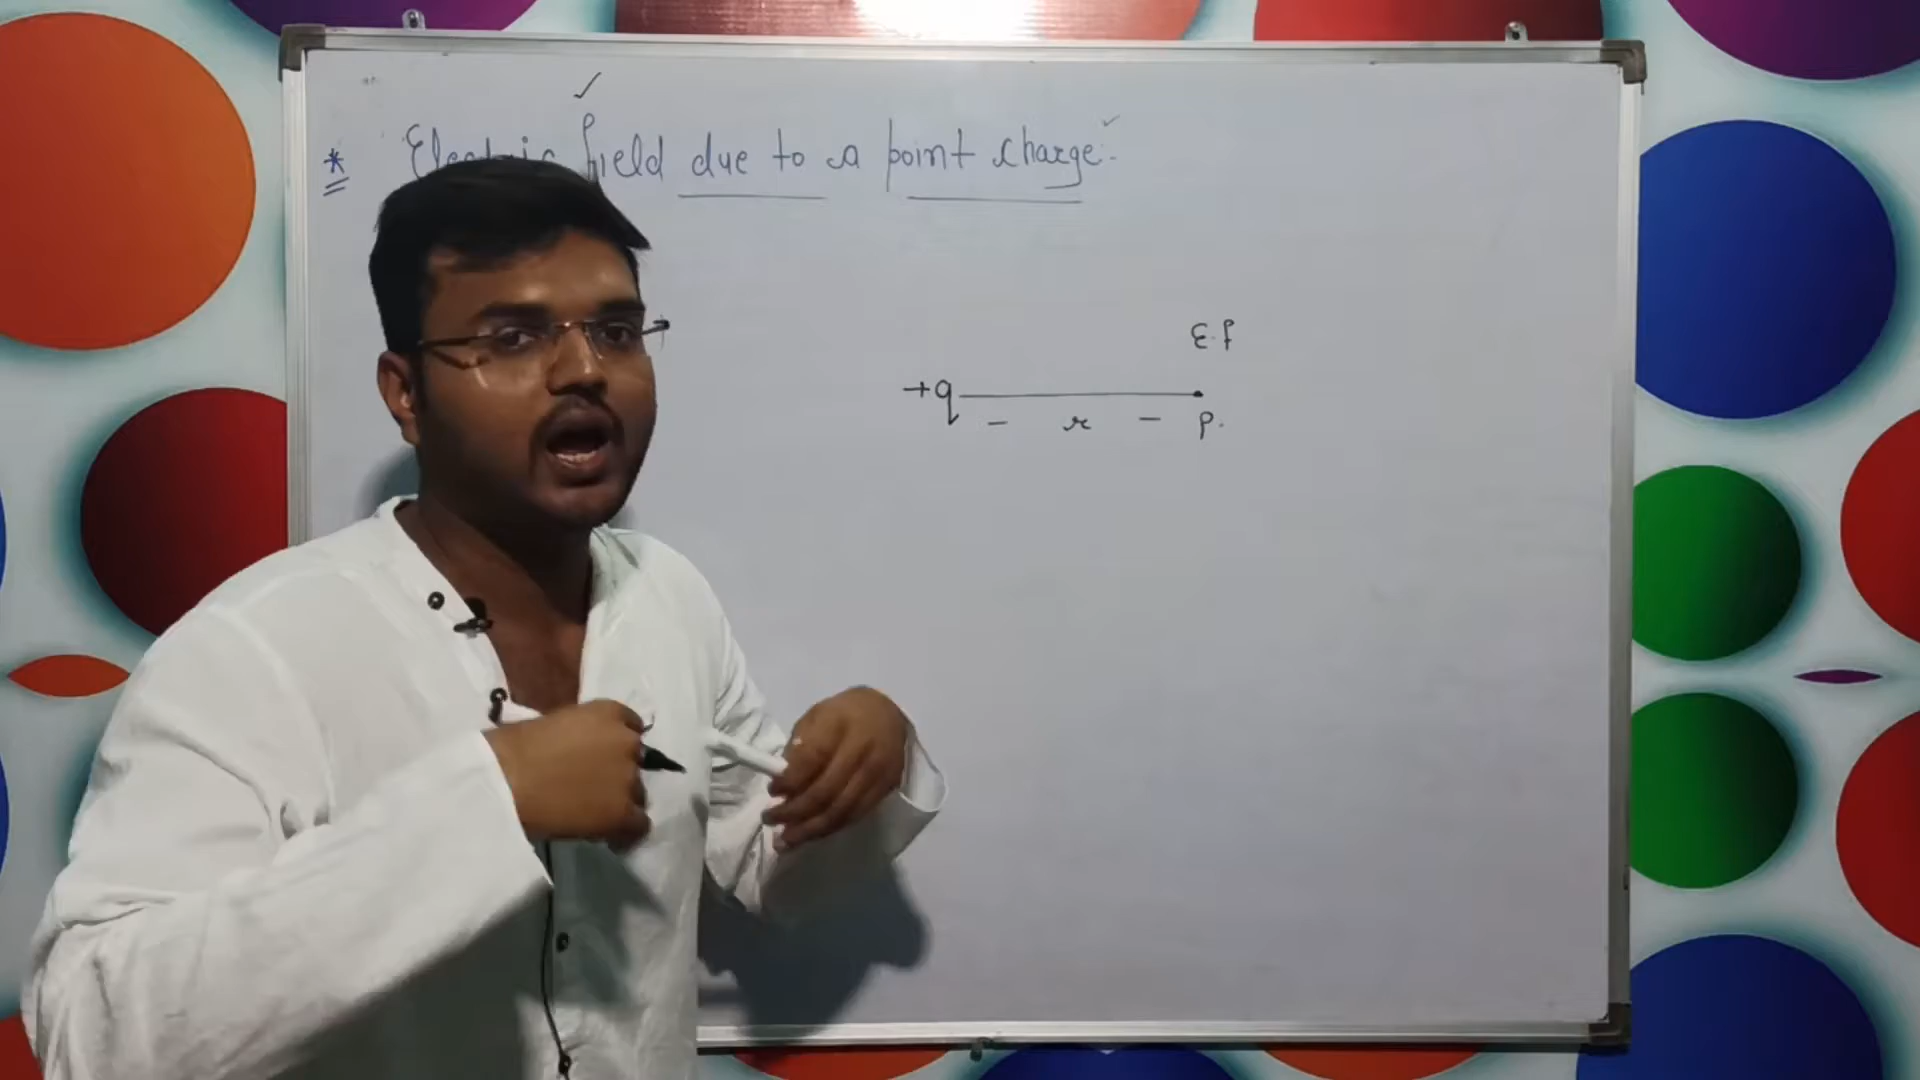 * Electric field due to a point charge:-
E.f
+q
- r - P.